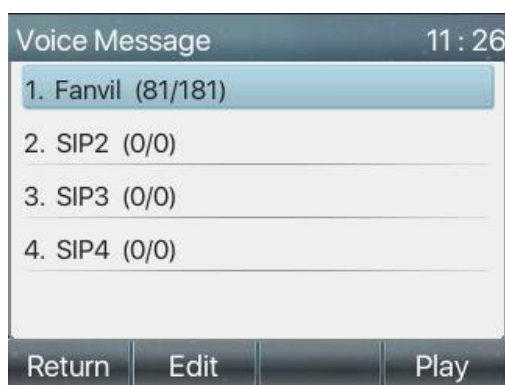 Voice Message 11 : 26
1. Fanvil (81/181)
2. SIP2 (0/0)
3. SIP3 (0/0)
4. SIP4 (0/0)
Return Edit Play